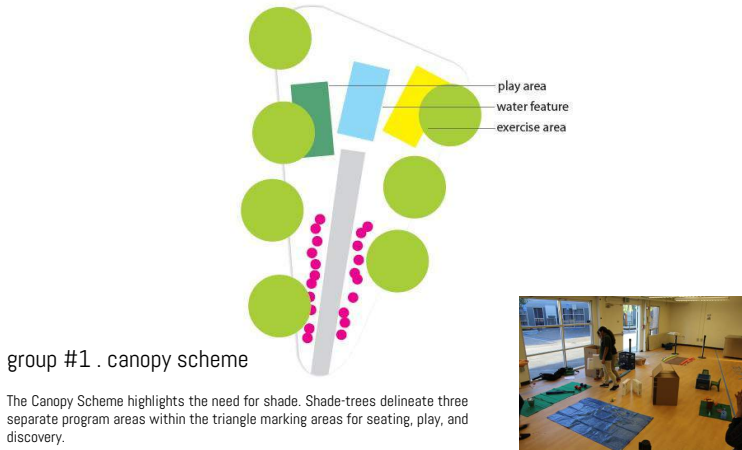 play area
water feature
exercise area
group #1 . canopy scheme
The Canopy Scheme highlights the need for shade. Shade-trees delineate three
separate program areas within the triangle marking areas for seating, play, and
discovery.